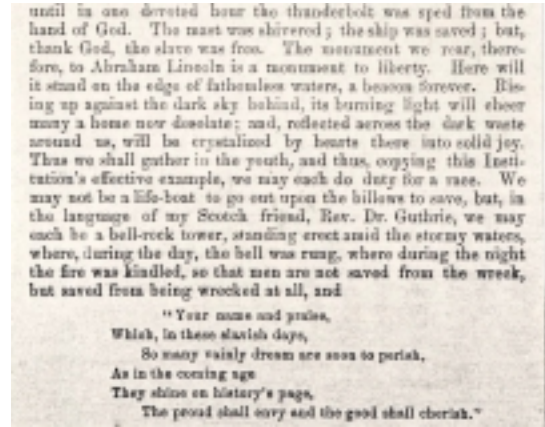 until in one devoted hour the thunderbolt was sped from the
hand of God. The mast was shivered; the ship was saved; but,
thank God, the slave was free. The monument we rear, there-
fore, to Abraham Lincoln is a monument to liberty. Here will
it stand on the edge of fathomless waters, a beacon forever. Ris-
ing up against the dark sky behind, its burning light will cheer
many a home now desolate; and, reflected across the dark waste
around us, will be crystalized by hearts there into solid joy.
Thus we shall gather in the youth, and thus, copying this Insti-
tution's effective example, we may each do duty for a race. We
may not be a life-boat to go out upon the billows to save, but, in
the language of my Scotch friend, Rev. Dr. Guthrie, we may
each be a bell-rock tower, standing erect amid the stormy waters,
where, during the day, the bell was rung, where during the night
the fire was kindled, so that men are not saved from the wreck,
but saved from being wrecked at all, and
"Your name and praise,
Which, in these slavish days,
So many vainly dream are soon to perish,
As in the coming age
They shine on history's page,
The proud shall envy and the good shall cherish."